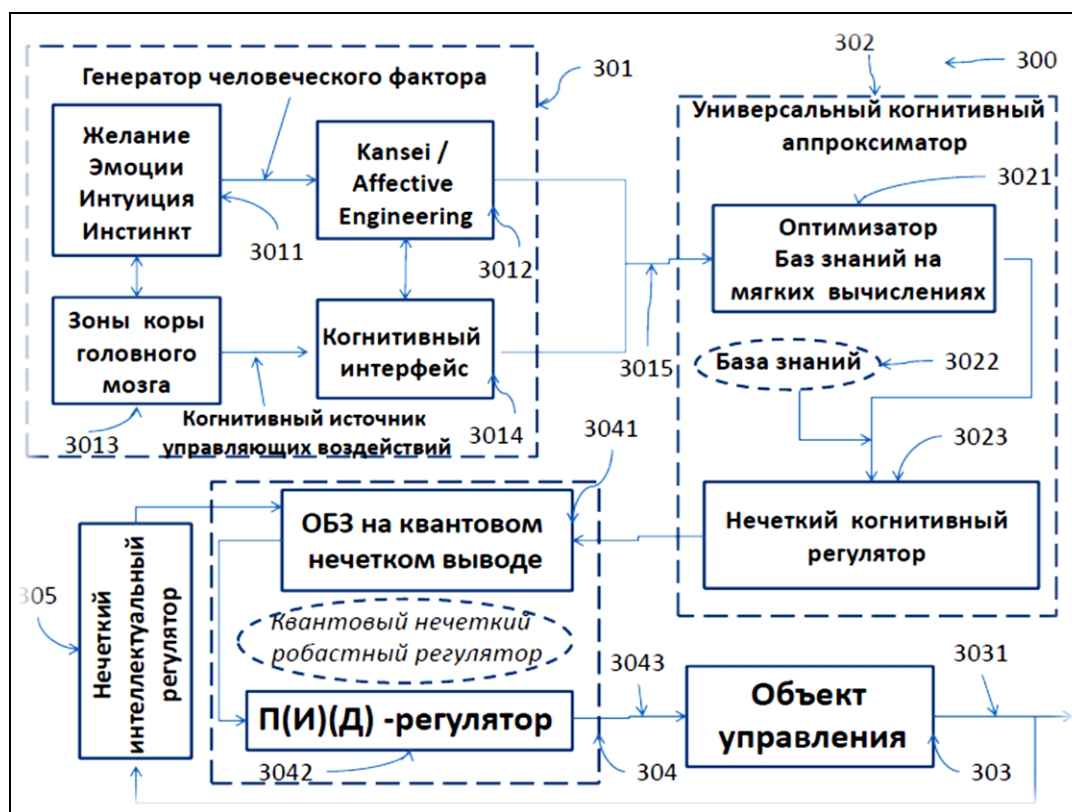 Генератор человеческого фактора
301
302
300
Универсальный когнитивный
аппроксиматор
Желание
Эмоции
Интуиция
Инстинкт
3011
Kansei /
Affective
Engineering
3012
3021
Оптимизатор
Баз знаний на
мягких вычислениях
Зоны коры
головного
мозга
3013
Когнитивный
интерфейс
3014
3015
База знаний
3022
Когнитивный источник
управляющих воздействий
3041
3023
ОБЗ на квантовом
нечетком выводе
Нечеткий когнитивный
регулятор
305
Нечеткий
интеллектуальный
регулятор
Квантовый нечеткий
робастный регулятор
П(И)(Д) -регулятор
3042
304
3043
Объект
управления
3031
303